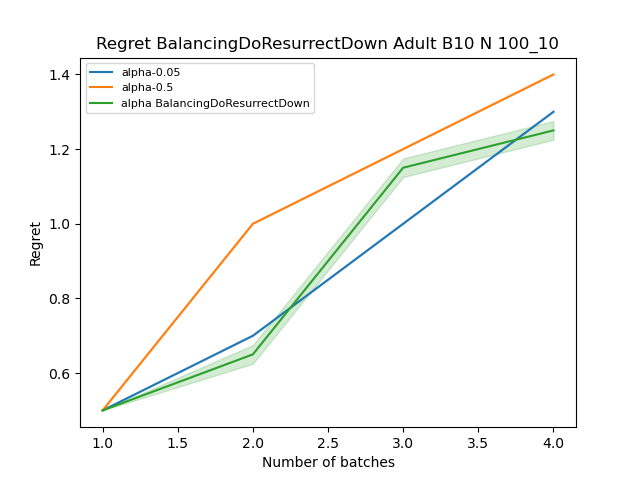 Regret BalancingDoResurrectDown Adult B10 N 100_10
alpha-0.05
alpha-0.5
alpha BalancingDoResurrectDown
1.4
1.2
1.0
0.8
0.6
Regret
1.0 1.5 2.0 2.5 3.0 3.5 4.0
Number of batches